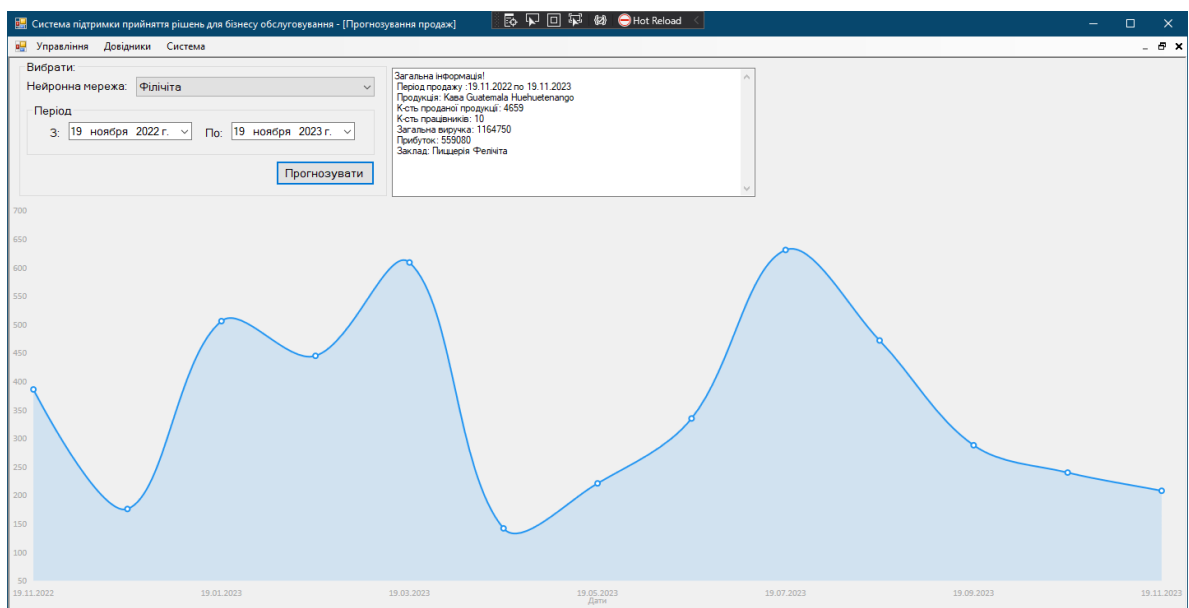 Система підтримки прийняття рішень для бізнесу обслуговування - [Прогнозування продаж]
Hot Reload
Управління Довідники Система
Вибрати:
Нейронна мережа: Філічіта
Період
З: 19 ноября 2022 г. По: 19 ноября 2023 г.
Прогнозувати
Загальна інформація!
Період продажу :19.11.2022 по 19.11.2023
Продукція: Кава Guatemala Huehuetenango
К-сть проданої продукції: 4659
К-сть працівників: 10
Загальна виручка: 1164750
Прибуток: 559080
Заклад: Пиццерія Фелічіта
700
650
600
550
500
450
400
350
300
250
200
150
100
50
19.11.2022 19.01.2023 19.03.2023 19.05.2023 19.07.2023 19.09.2023 19.11.2023
Дати